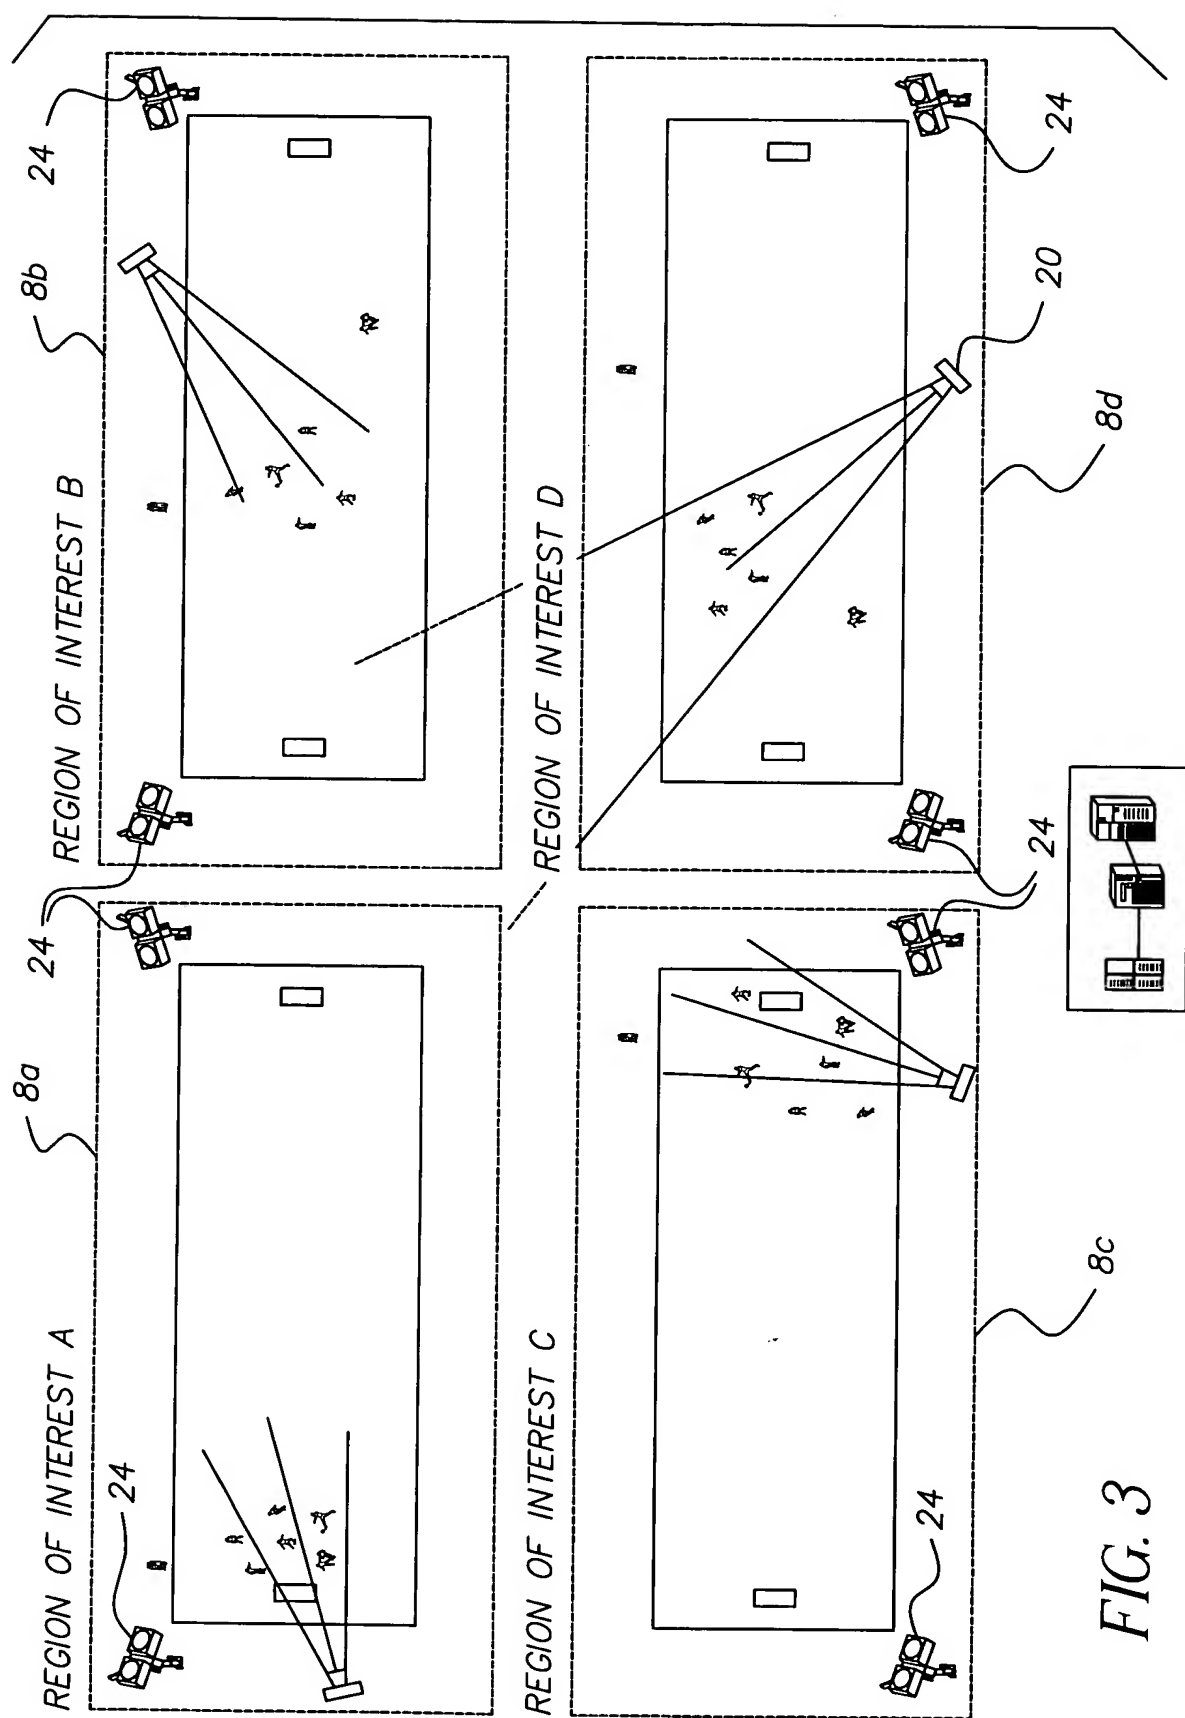 REGION OF INTEREST A
8a
24
24
REGION OF INTEREST B
8b
24
REGION OF INTEREST C
8c
24
24
REGION OF INTEREST D
8d
20
24
FIG. 3